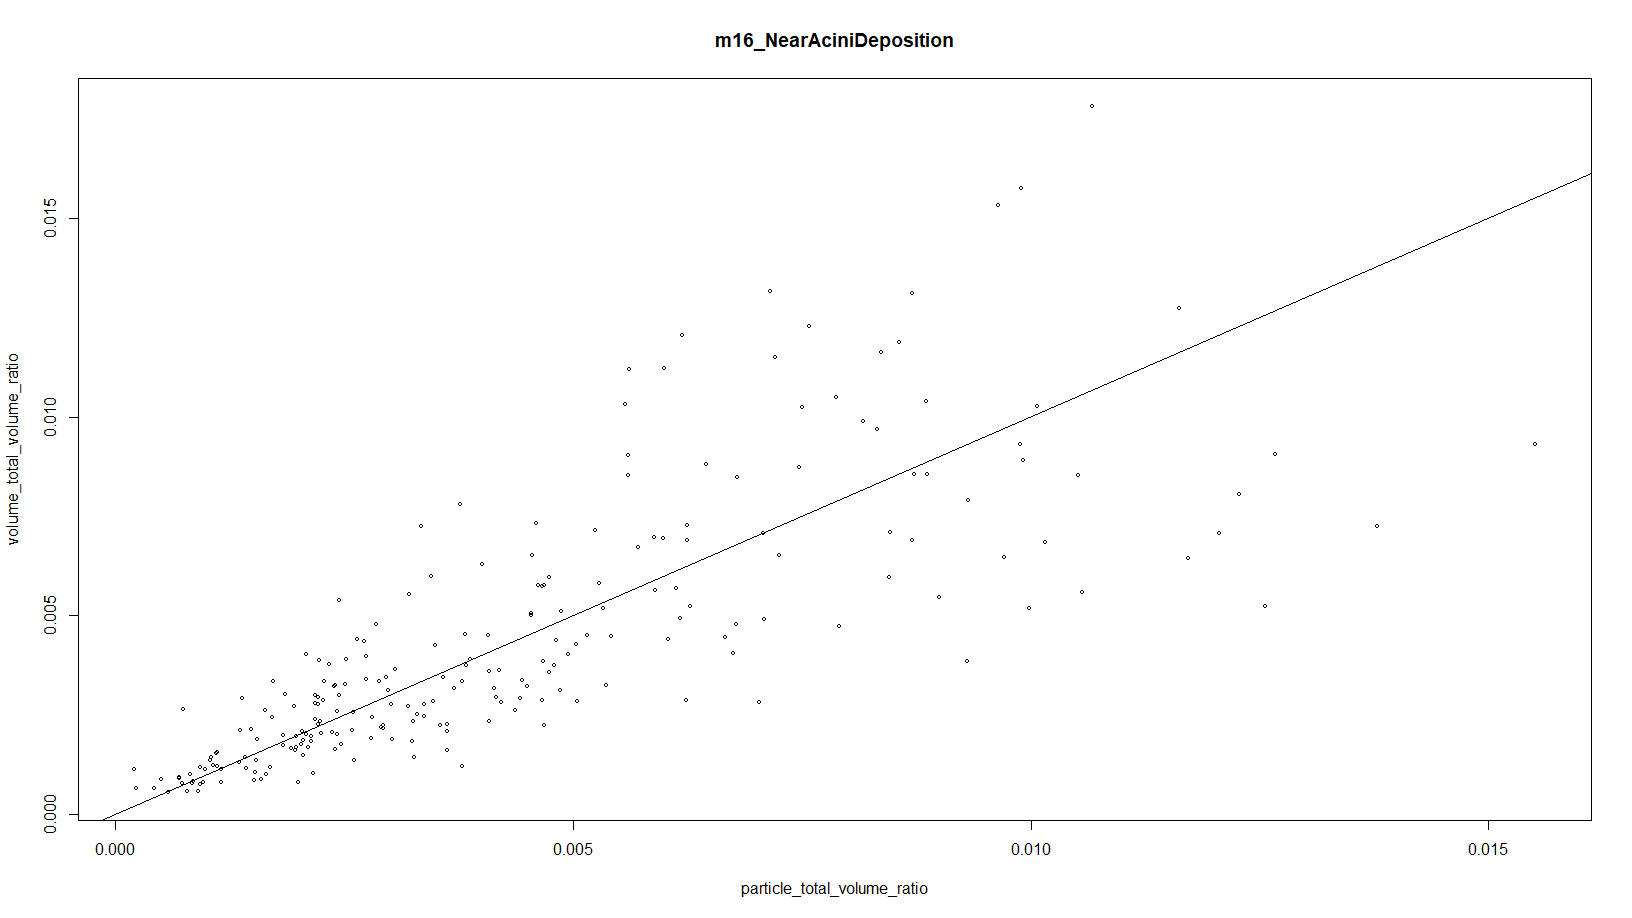 m16_NearAciniDeposition
volume_total_volume_ratio
0.015
0.010
0.005
0.000
0.000 0.005 0.010 0.015
particle_total_volume_ratio